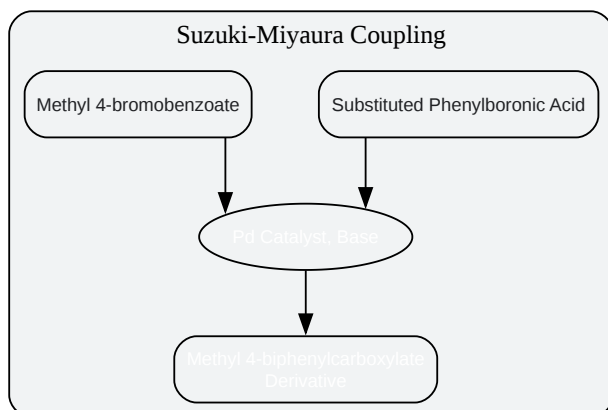 Suzuki-Miyaura Coupling
Methyl 4-bromobenzoate
Substituted Phenylboronic Acid
Pd Catalyst, Base
Methyl 4-biphenylcarboxylate
Derivative